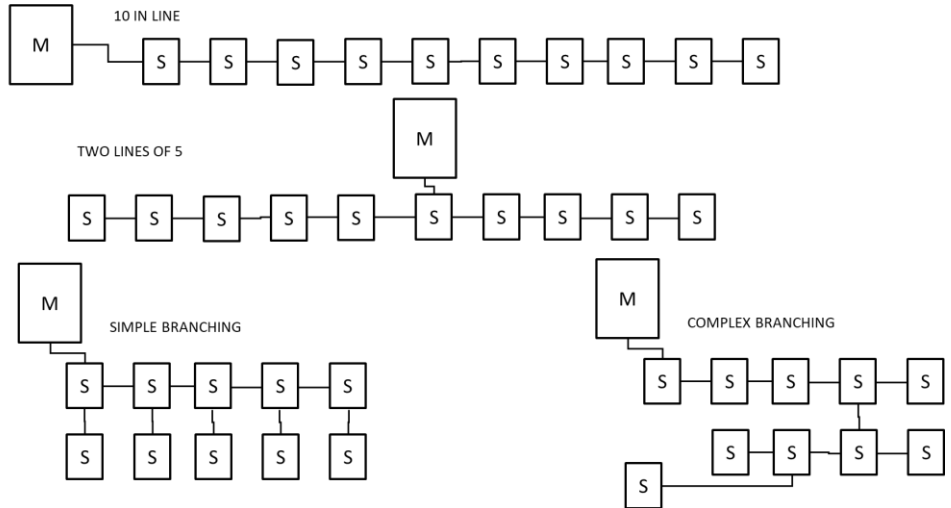 10 IN LINE
M
S S S S S S S S S S
M
TWO LINES OF 5
S S S S S S S S S S
M
SIMPLE BRANCHING
S S S S S
S S S S S
M
COMPLEX BRANCHING
S S S S S
S S S S
S